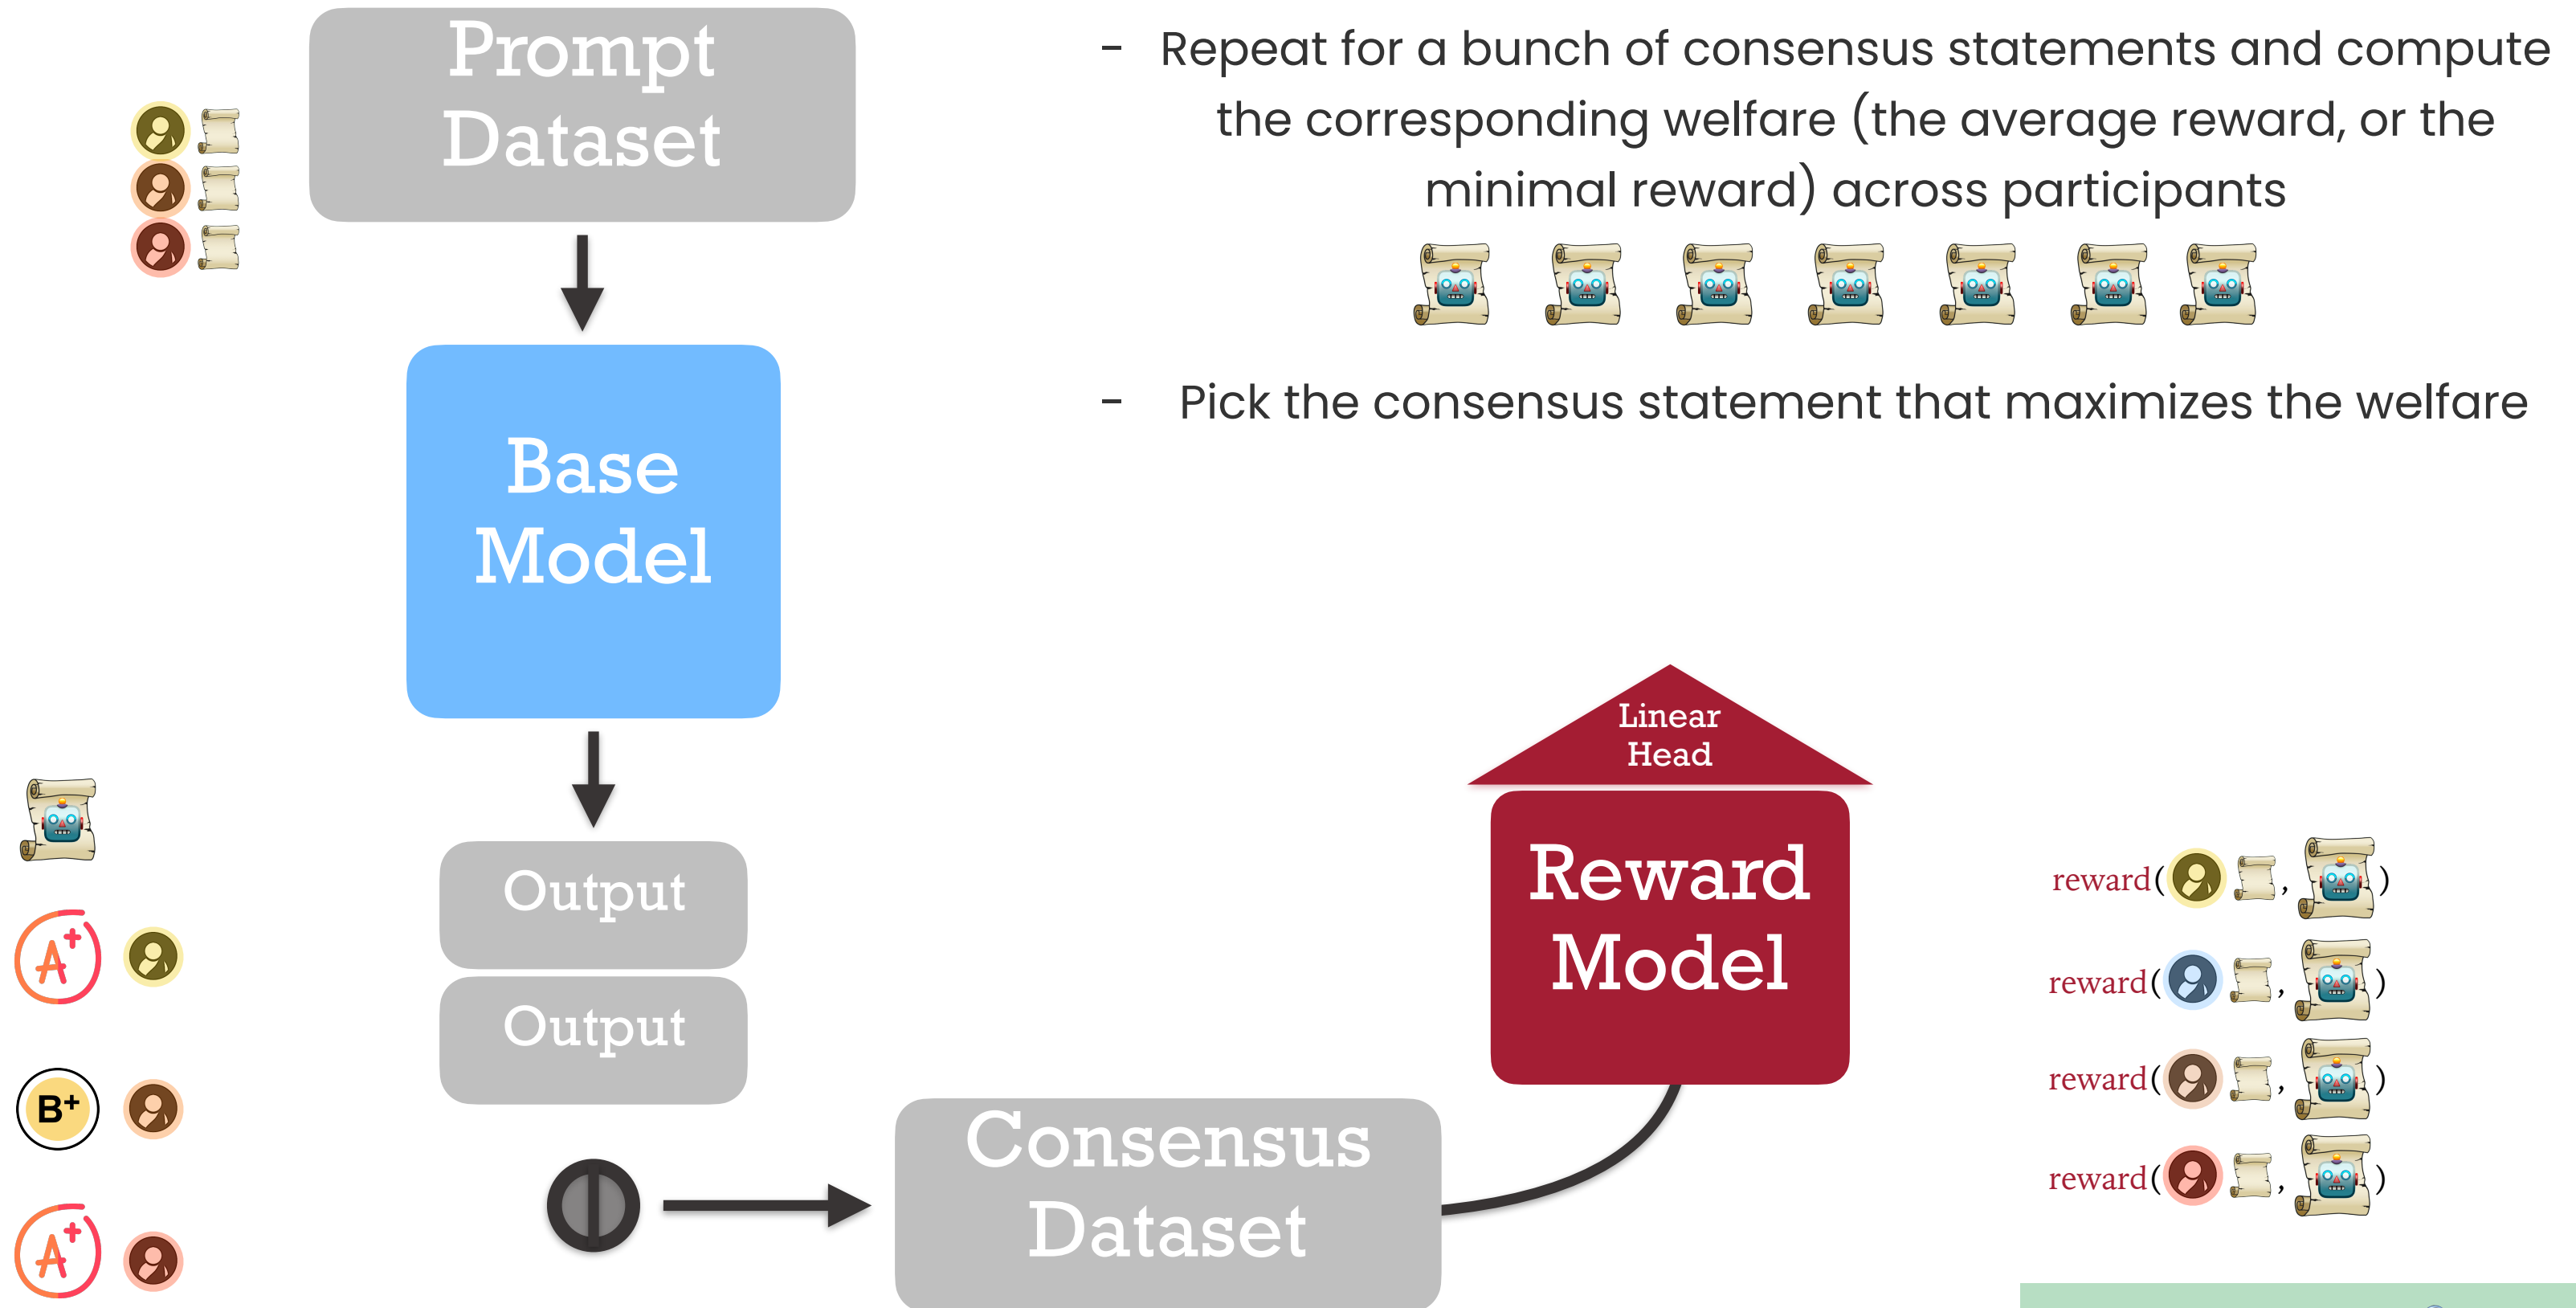 Prompt
Dataset
- Repeat for a bunch of consensus statements and compute
the corresponding welfare (the average reward, or the
minimal reward) across participants
- Pick the consensus statement that maximizes the welfare
Base
Model
Linear
Head
Reward
Model
Output
Output
A+
B+
A+
Consensus
Dataset
reward( , )
reward( , )
reward( , )
reward( , )